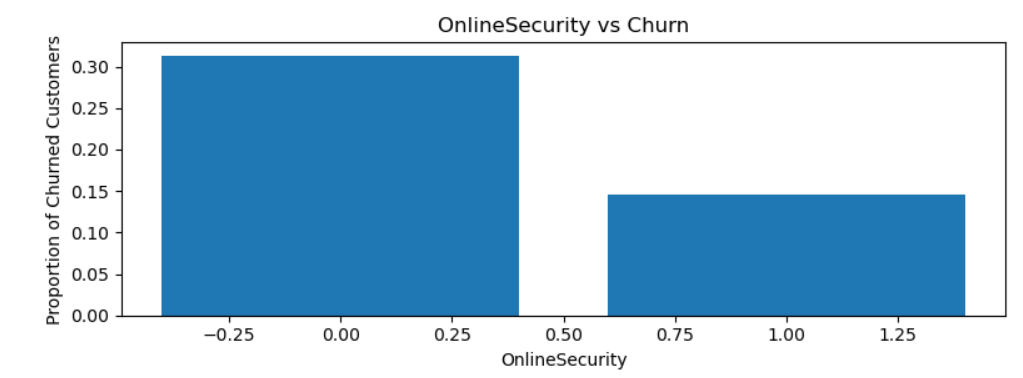 OnlineSecurity vs Churn
Proportion of Churned Customers
0.30
0.25
0.20
0.15
0.10
0.05
0.00
−0.25 0.00 0.25 0.50 0.75 1.00 1.25
OnlineSecurity